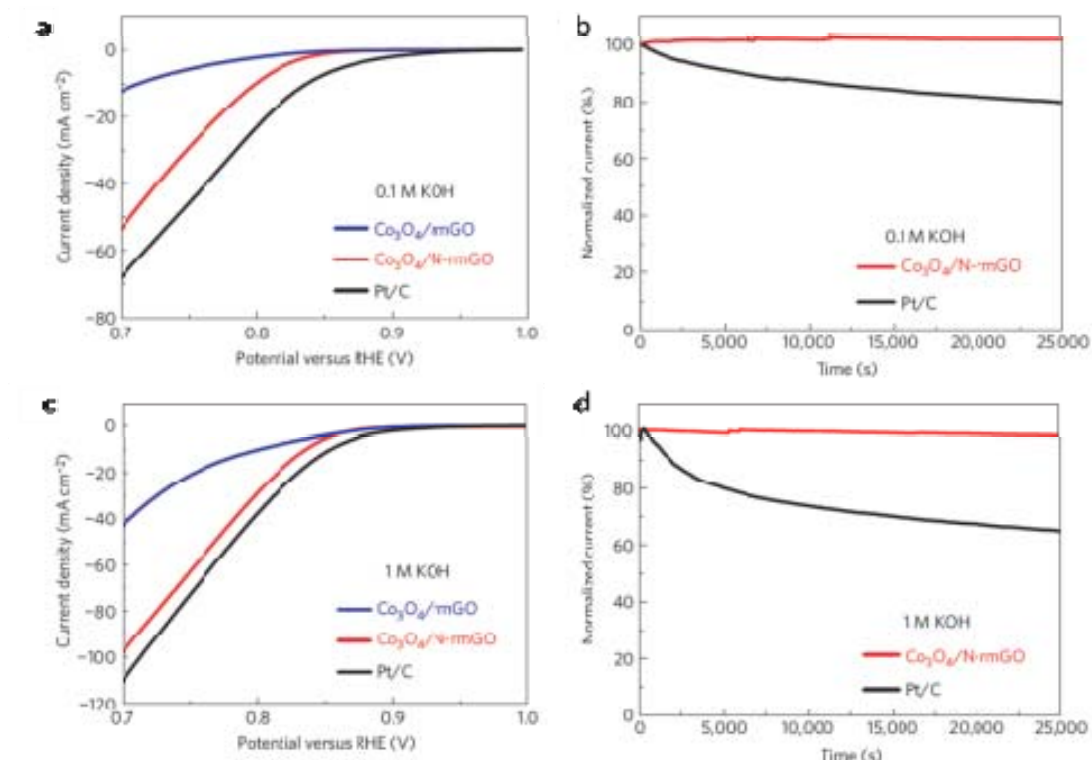 a
Current density (mA cm⁻²)
0
−20
−40
−60
−80
0.1 M KOH
Co₃O₄/rmGO
Co₃O₄/N-rmGO
Pt/C
0.7
0.8
0.9
1.0
Potential versus RHE (V)
b
Normalized current (%)
100
80
60
40
20
0
0.1 M KOH
Co₃O₄/N-rmGO
Pt/C
5,000
10,000
15,000
20,000
25,000
Time (s)
c
Current density (mA cm⁻²)
0
−20
−40
−60
−80
−100
−120
1 M KOH
Co₃O₄/rmGO
Co₃O₄/N-rmGO
Pt/C
0.7
0.8
0.9
1.0
Potential versus RHE (V)
d
Normalized current (%)
100
80
60
40
20
0
1 M KOH
Co₃O₄/N-rmGO
Pt/C
5,000
10,000
15,000
20,000
25,000
Time (s)